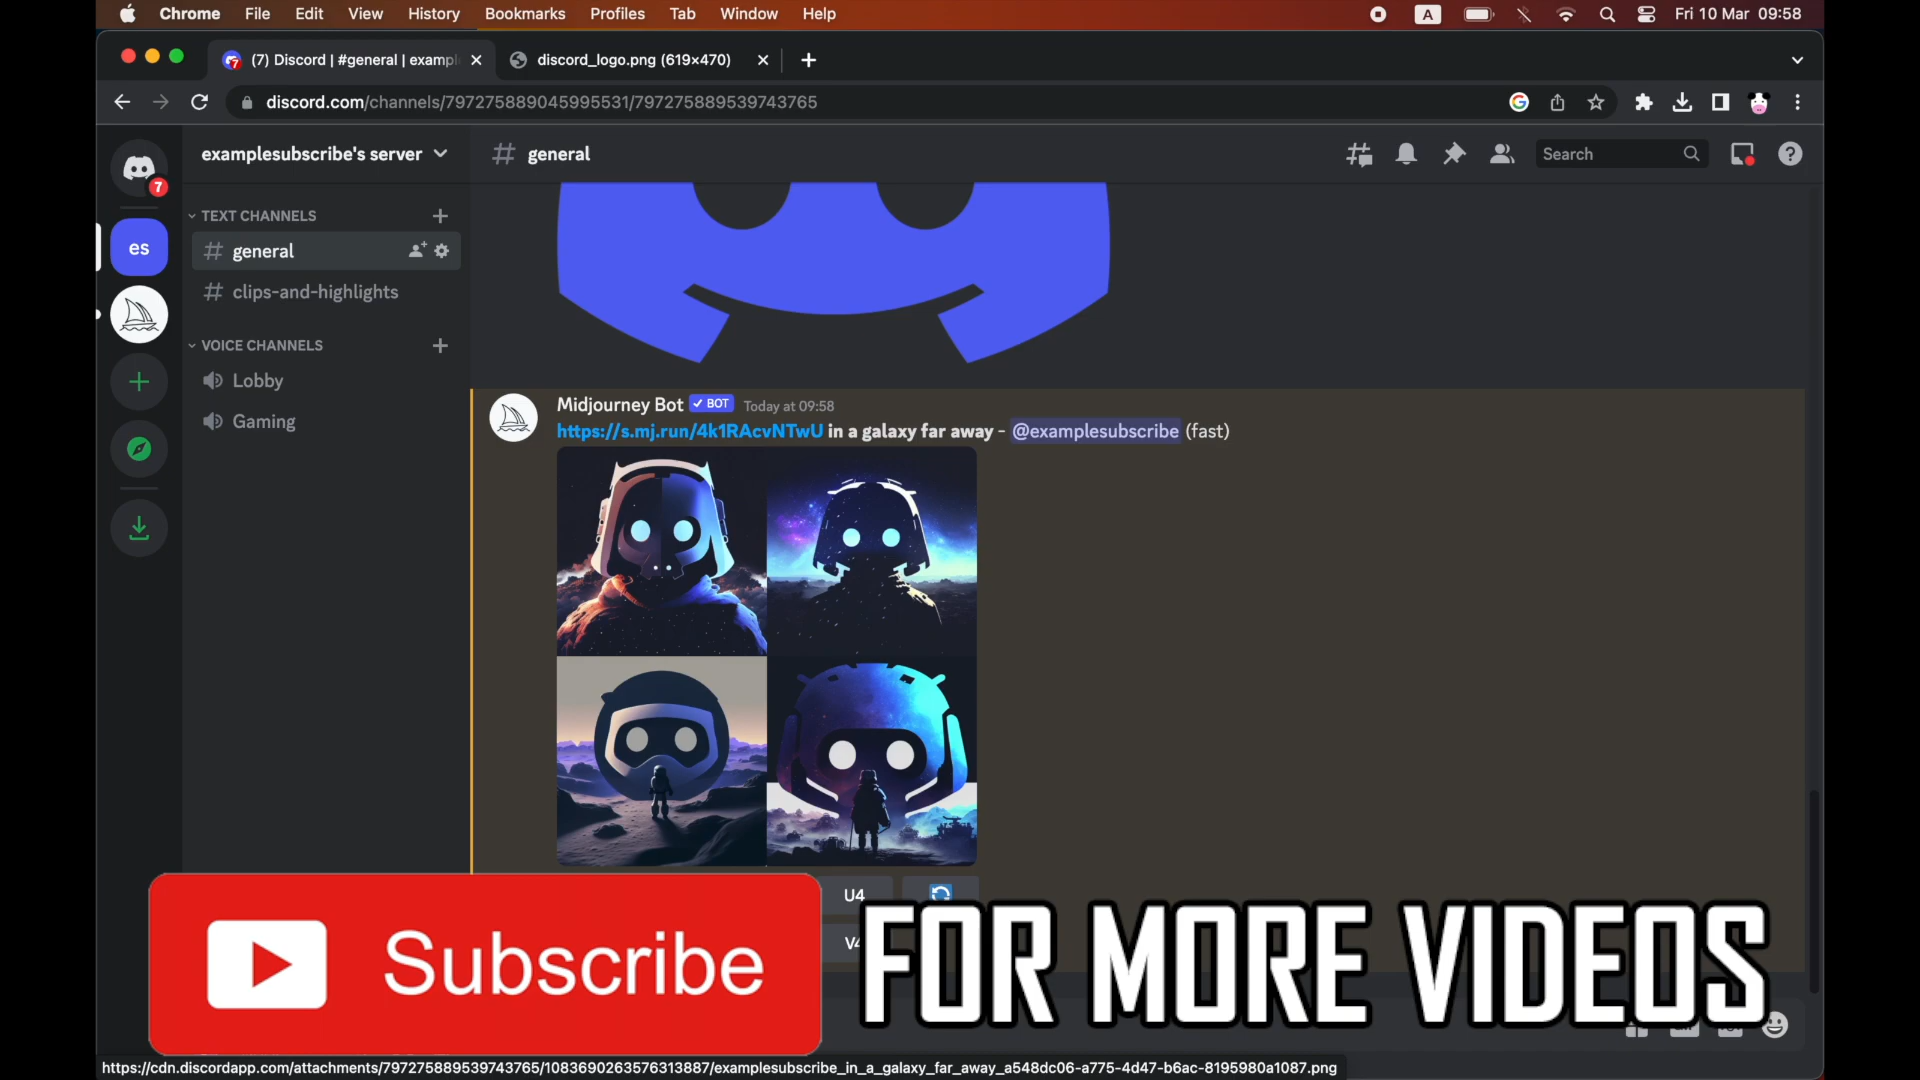 Chrome File Edit View History Bookmarks Profiles Tab Window Help A Fri 10 Mar 09:58
(7) Discord | #general | exampl discord_logo.png (619×470)
discord.com/channels/797275889045995531/797275889539743765
7
examplesubscribe's server
general
Search
TEXT CHANNELS
general
es
clips-and-highlights
VOICE CHANNELS
Lobby
Gaming
Midjourney Bot BOT Today at 09:58
https://s.mj.run/4k1RAcvNTwU in a galaxy far away - @examplesubscribe (fast)
U4
Subscribe
FOR MORE VIDEOS
https://cdn.discordapp.com/attachments/797275889539743765/1083690263576313887/examplesubscribe_in_a_galaxy_far_away_a548dc06-a775-4d47-b6ac-8195980a1087.png